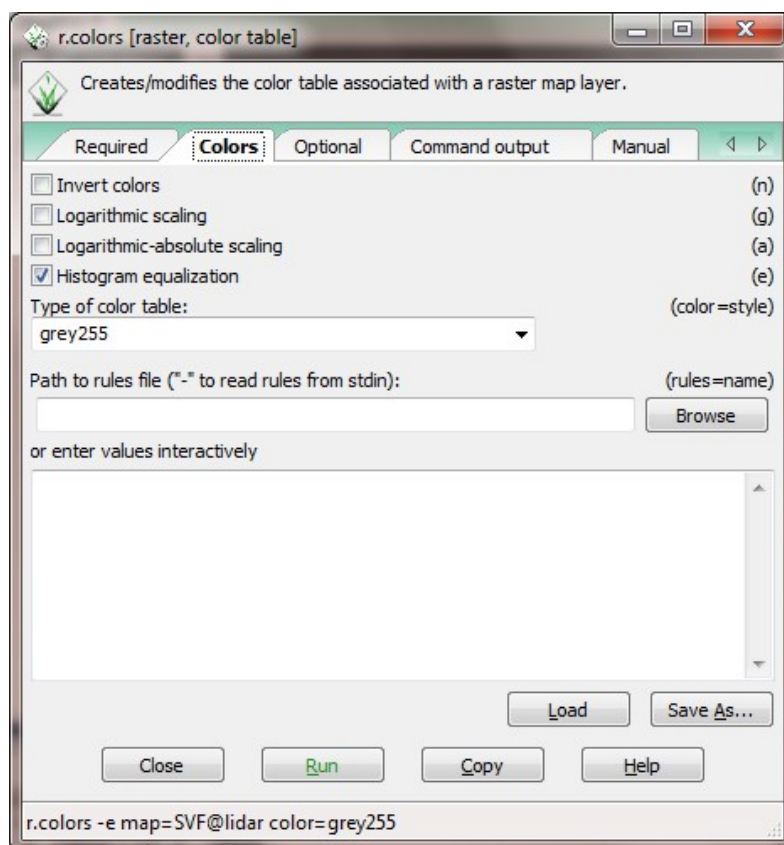 r.colors [raster, color table]
Creates/modifies the color table associated with a raster map layer.
Required Colors Optional Command output Manual
Invert colors (n)
Logarithmic scaling (g)
Logarithmic-absolute scaling (a)
Histogram equalization (e)
Type of color table: (color=style)
grey255
Path to rules file ("-" to read rules from stdin): (rules=name)
Browse
or enter values interactively
Load Save As...
Close Run Copy Help
r.colors -e map=SVF@lidar color=grey255